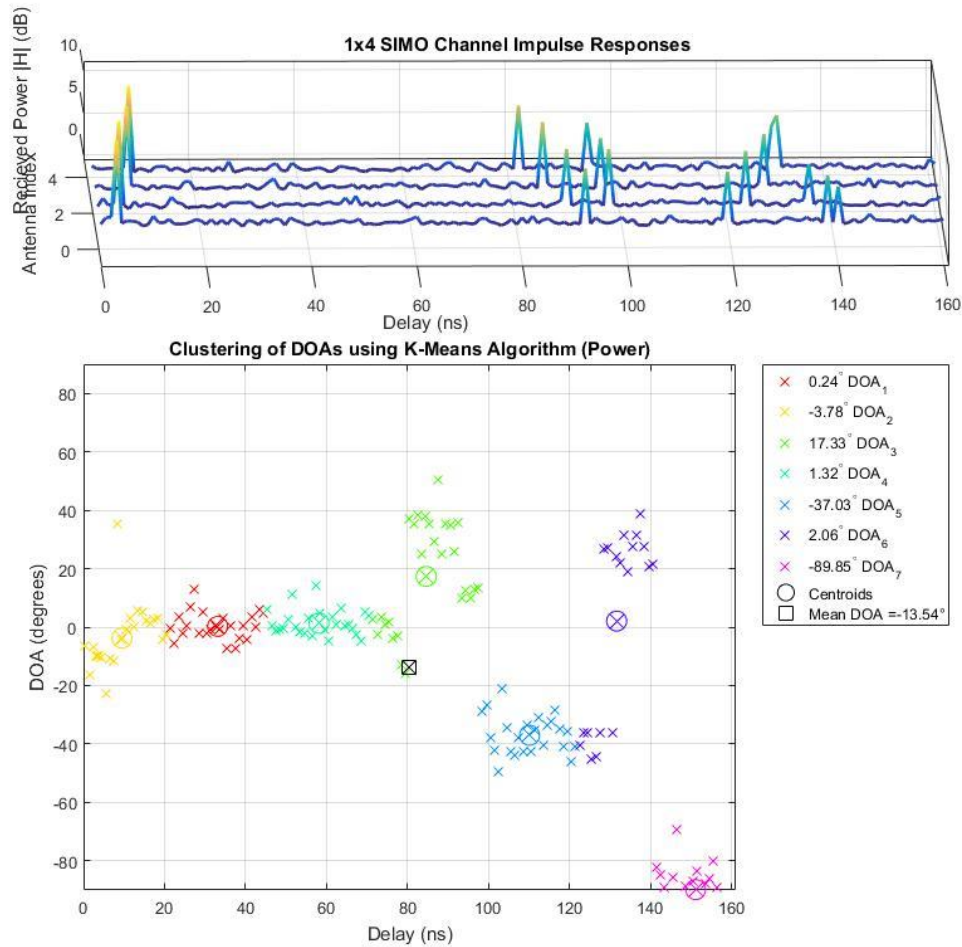 1x4 SIMO Channel Impulse Responses
Recieved Power |H| (dB)
10
5
0
Antenna Index
4
2
0
0 20 40 60 80 100 120 140 160
Delay (ns)
Clustering of DOAs using K-Means Algorithm (Power)
DOA (degrees)
80
60
40
20
0
-20
-40
-60
-80
0 20 40 60 80 100 120 140 160
Delay (ns)
0.24° DOA₁
-3.78° DOA₂
17.33° DOA₃
1.32° DOA₄
-37.03° DOA₅
2.06° DOA₆
-89.85° DOA₇
Centroids
Mean DOA =-13.54°